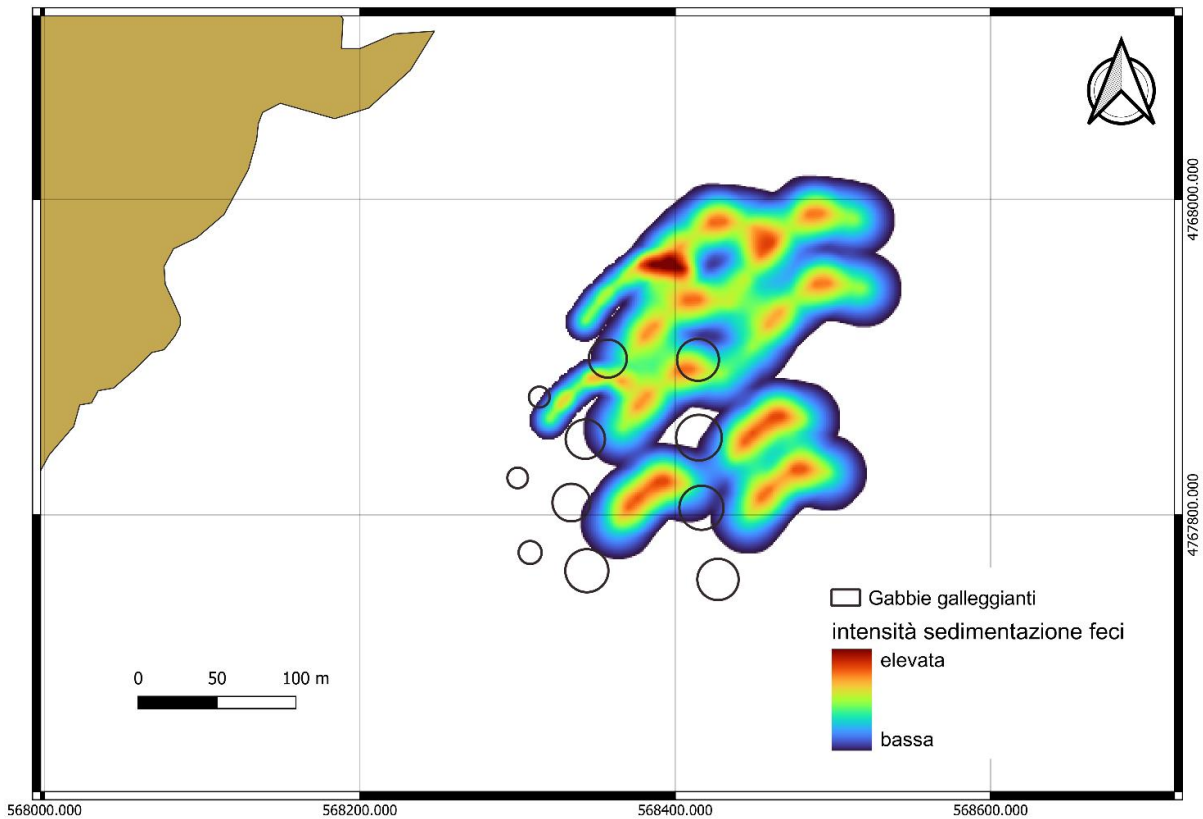 4768000.000
4767800.000
Gabbie galleggianti
intensità sedimentazione feci
elevata
bassa
0 50 100 m
568000.000 568200.000 568400.000 568600.000